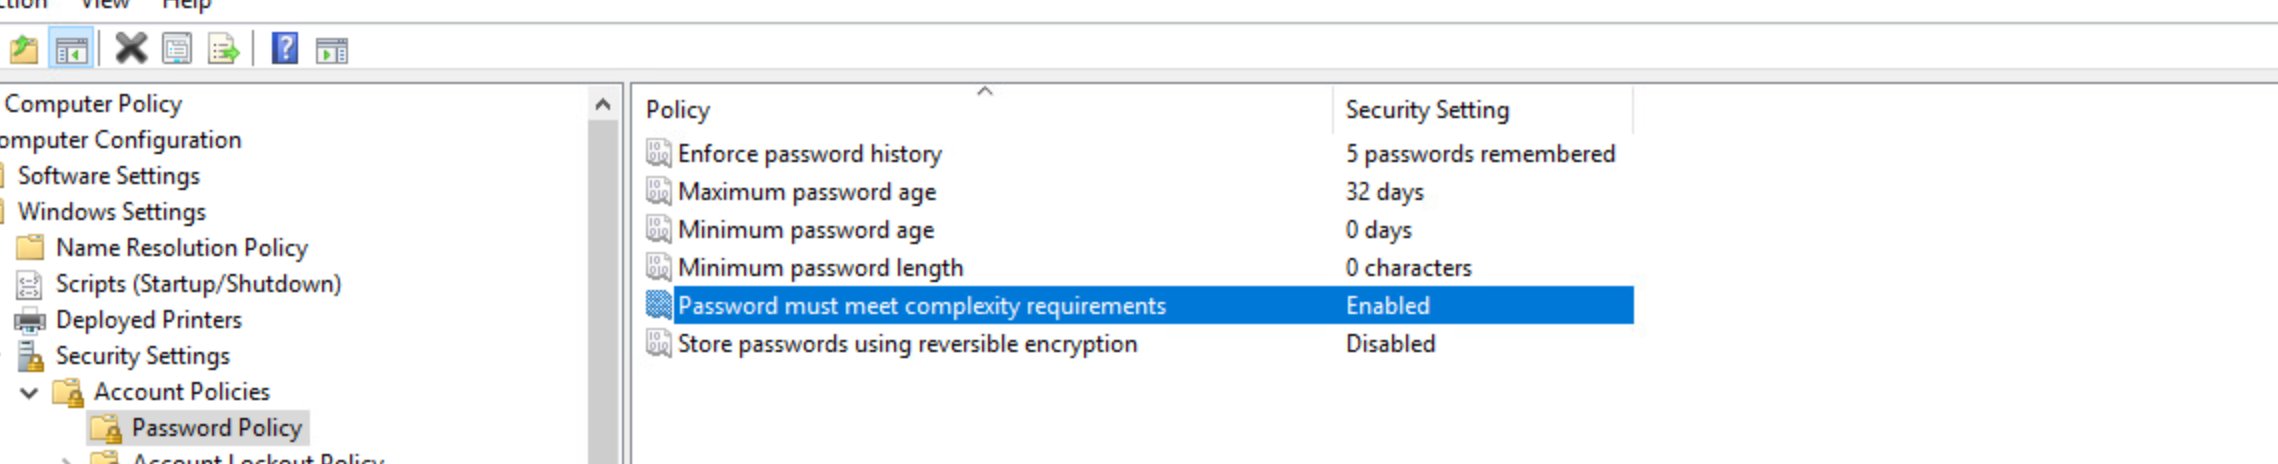 View Help
Computer Policy
Computer Configuration
Software Settings
Windows Settings
Name Resolution Policy
Scripts (Startup/Shutdown)
Deployed Printers
Security Settings
Account Policies
Password Policy
Account Lockout Policy
Policy Security Setting
Enforce password history 5 passwords remembered
Maximum password age 32 days
Minimum password age 0 days
Minimum password length 0 characters
Password must meet complexity requirements Enabled
Store passwords using reversible encryption Disabled